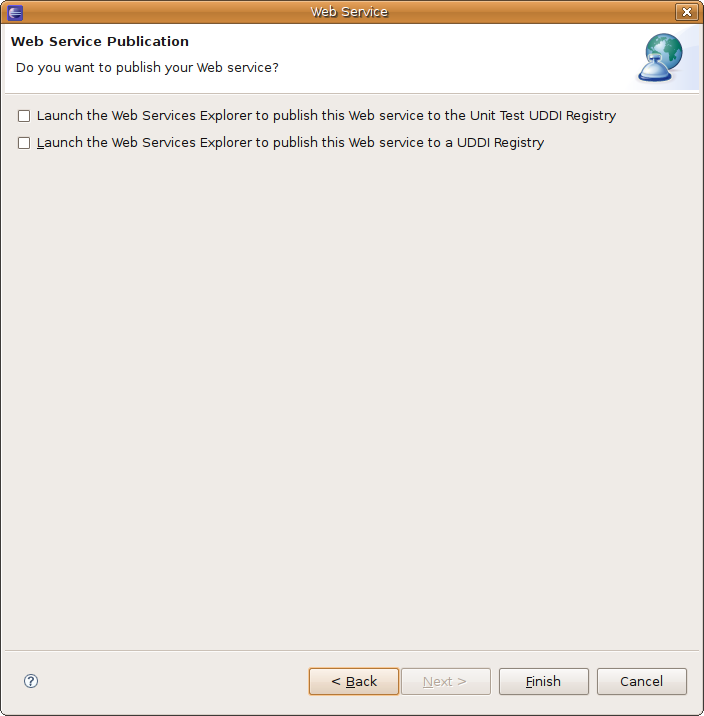 Web Service
Web Service Publication
Do you want to publish your Web service?
Launch the Web Services Explorer to publish this Web service to the Unit Test UDDI Registry
Launch the Web Services Explorer to publish this Web service to a UDDI Registry
? < Back Next > Finish Cancel